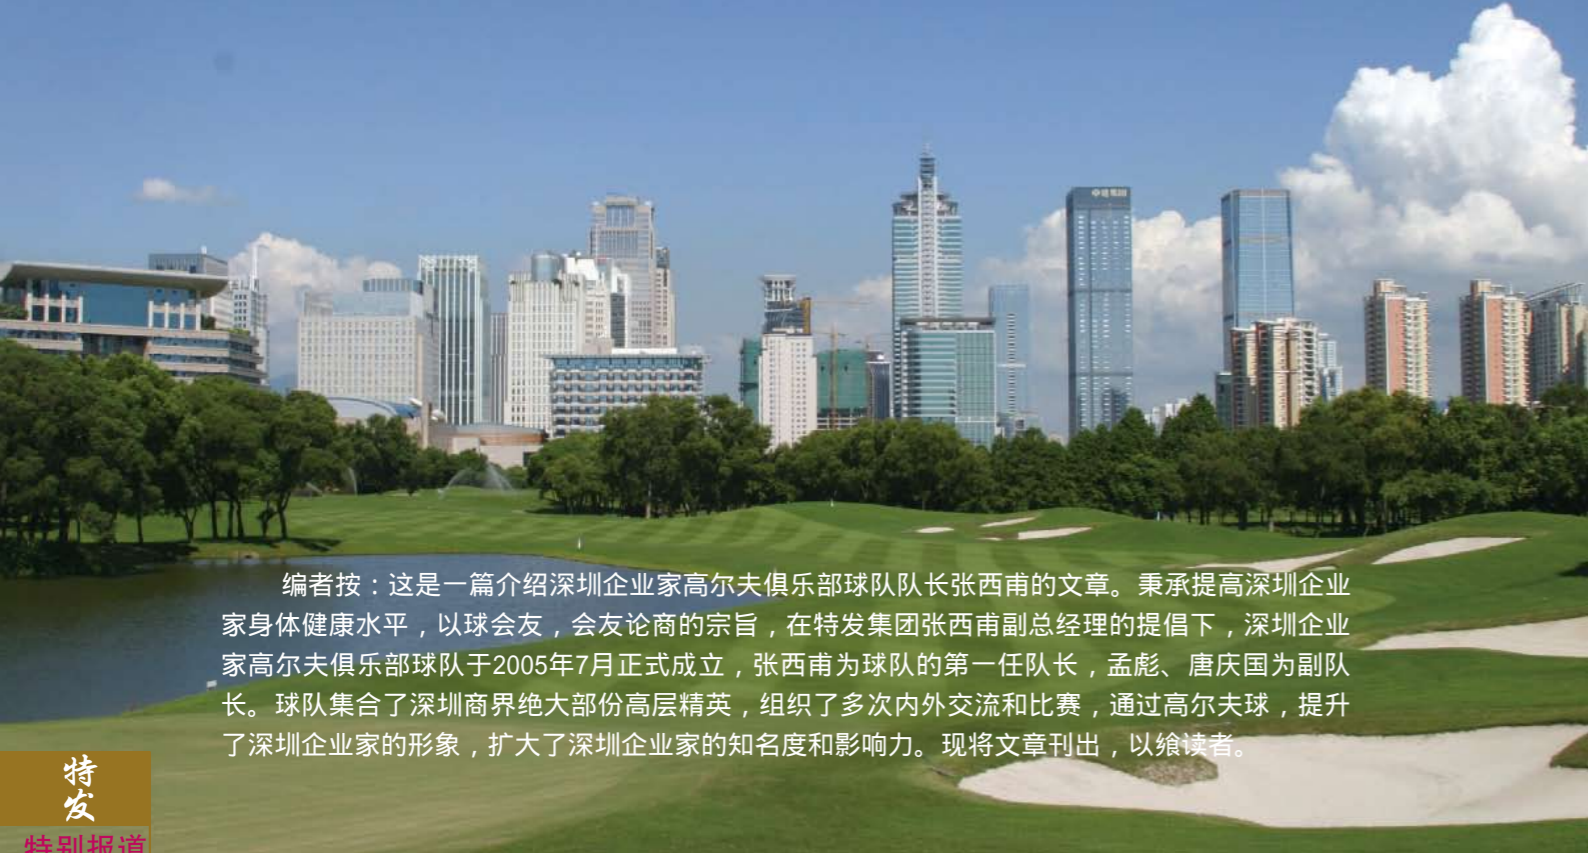 中建集团
编者按：这是一篇介绍深圳企业家高尔夫俱乐部球队队长张西甫的文章。秉承提高深圳企业
家身体健康水平，以球会友，会友论商的宗旨，在特发集团张西甫副总经理的提倡下，深圳企业
家高尔夫俱乐部球队于2005年7月正式成立，张西甫为球队的第一任队长，孟彪、唐庆国为副队
长。球队集合了深圳商界绝大部份高层精英，组织了多次内外交流和比赛，通过高尔夫球，提升
了深圳企业家的形象，扩大了深圳企业家的知名度和影响力。现将文章刊出，以飨读者。
特
发
特别报道